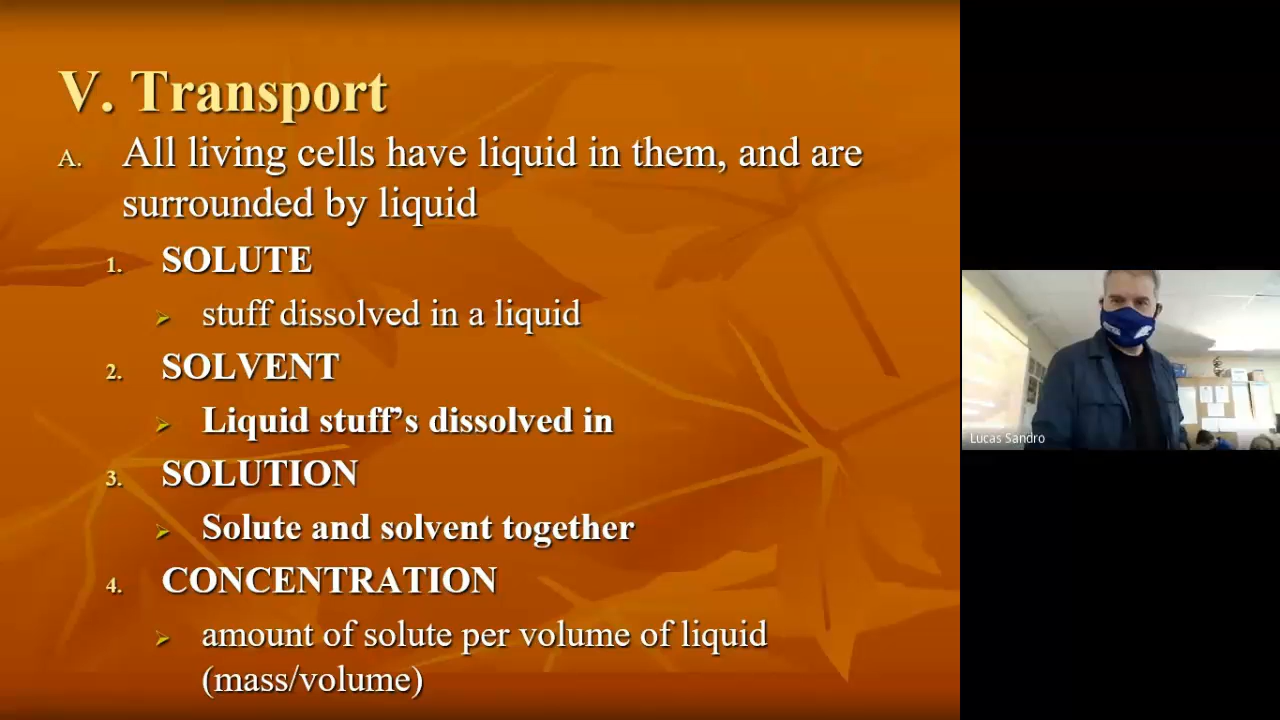 V. Transport
A. All living cells have liquid in them, and are
surrounded by liquid
1. SOLUTE
➢ stuff dissolved in a liquid
2. SOLVENT
➢ Liquid stuff’s dissolved in
3. SOLUTION
➢ Solute and solvent together
4. CONCENTRATION
➢ amount of solute per volume of liquid
(mass/volume)
Lucas Sandro